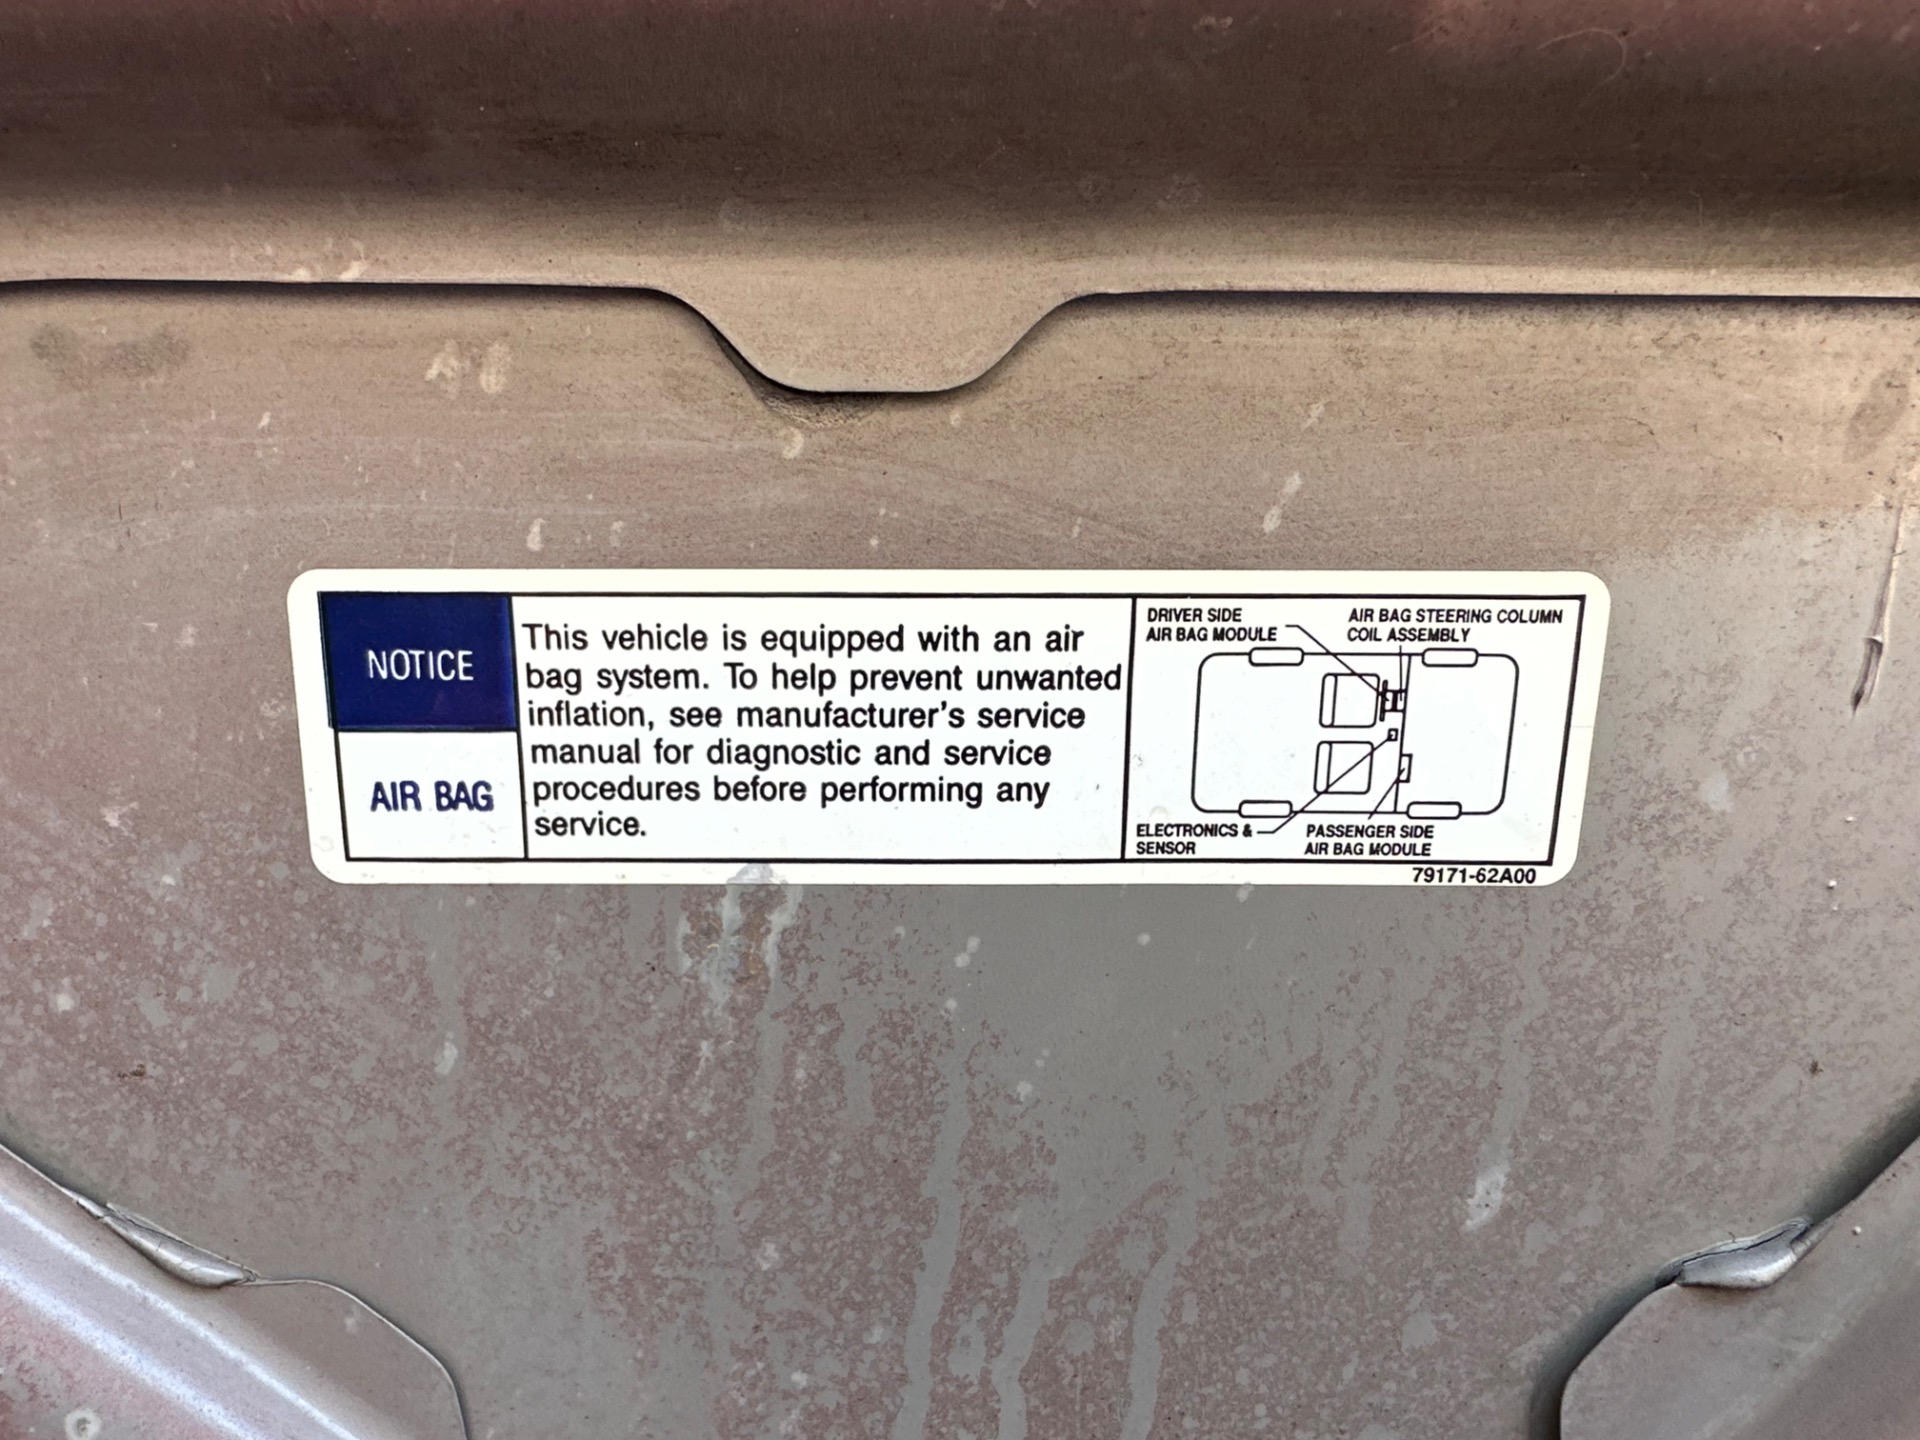 NOTICE
AIR BAG
This vehicle is equipped with an air
bag system. To help prevent unwanted
inflation, see manufacturer's service
manual for diagnostic and service
procedures before performing any
service.
DRIVER SIDE
AIR BAG MODULE
AIR BAG STEERING COLUMN
COIL ASSEMBLY
ELECTRONICS &
SENSOR
PASSENGER SIDE
AIR BAG MODULE
79171-62A00